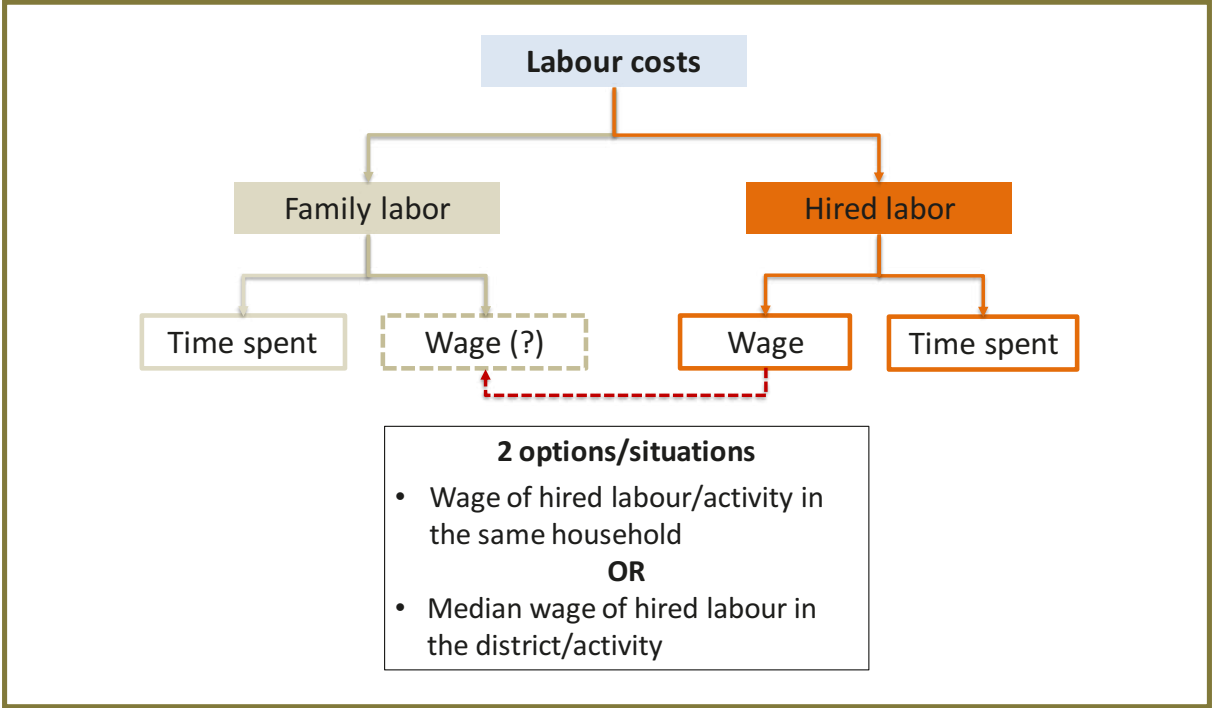 Labour costs
Family labor
Hired labor
Time spent
Wage (?)
Wage
Time spent
2 options/situations
• Wage of hired labour/activity in
the same household
OR
• Median wage of hired labour in
the district/activity